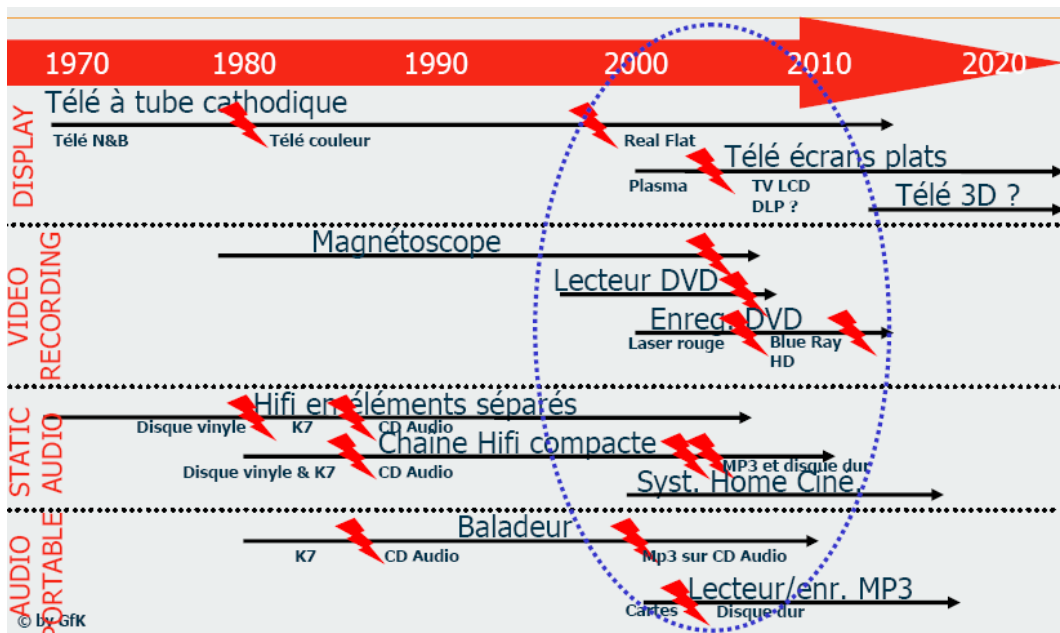 1970 1980 1990 2000 2010 2020
DISPLAY
Télé à tube cathodique
Télé N&B Télé couleur Real Flat
Télé écrans plats
Plasma TV LCD
DLP ?
Télé 3D ?
VIDEO
RECORDING
Magnétoscope
Lecteur DVD
Enreg. DVD
Laser rouge Blue Ray
HD
STATIC
AUDIO
Hifi en éléments séparés
Disque vinyle K7 CD Audio
Chaîne Hifi compacte
Disque vinyle & K7 CD Audio MP3 et disque dur
Syst. Home Ciné.
AUDIO
PORTABLE
Baladeur
K7 CD Audio Mp3 sur CD Audio
Lecteur/enr. MP3
Cartes Disque dur
© by GfK